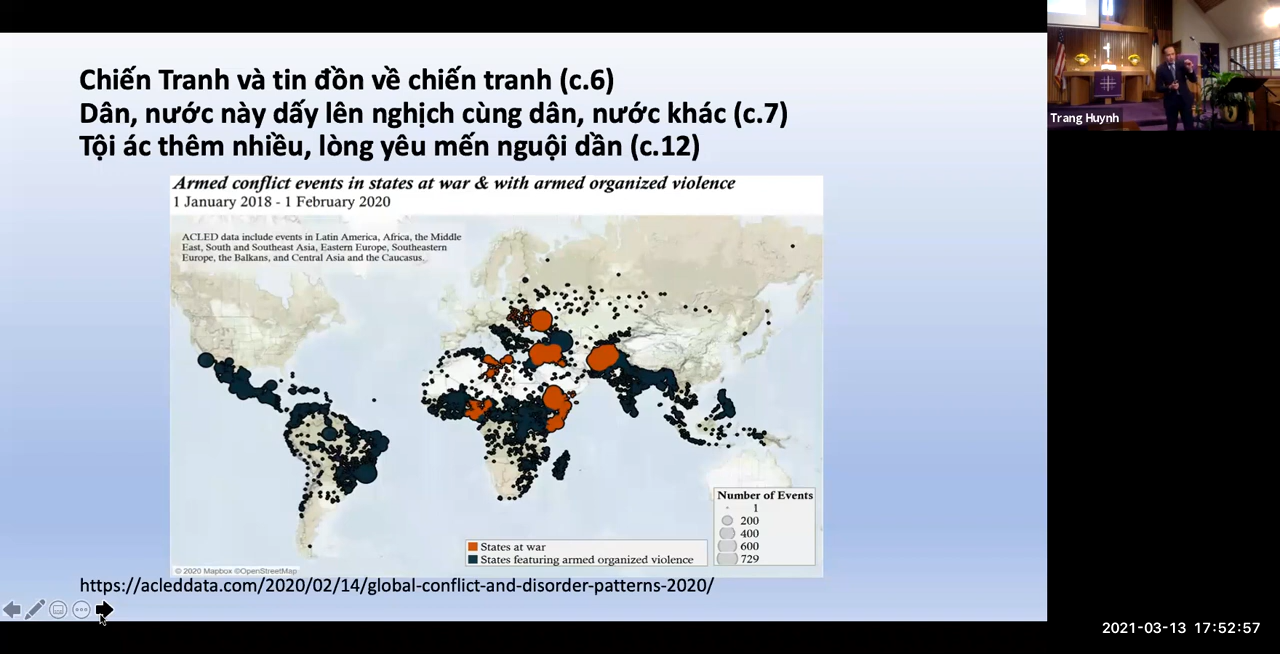 Chiến Tranh và tin đồn về chiến tranh (c.6)
Dân, nước này dấy lên nghịch cùng dân, nước khác (c.7)
Tội ác thêm nhiều, lòng yêu mến nguội dần (c.12)
Armed conflict events in states at war & with armed organized violence
1 January 2018 - 1 February 2020
ACLED data include events in Latin America, Africa, the Middle
East, South and Southeast Asia, Eastern Europe, Southeastern
Europe, the Balkans, and Central Asia and the Caucasus.
Number of Events
1
200
400
600
729
States at war
States featuring armed organized violence
© 2020 Mapbox ©OpenStreetMap
https://acleddata.com/2020/02/14/global-conflict-and-disorder-patterns-2020/
Trang Huynh
2021-03-13 17:52:57